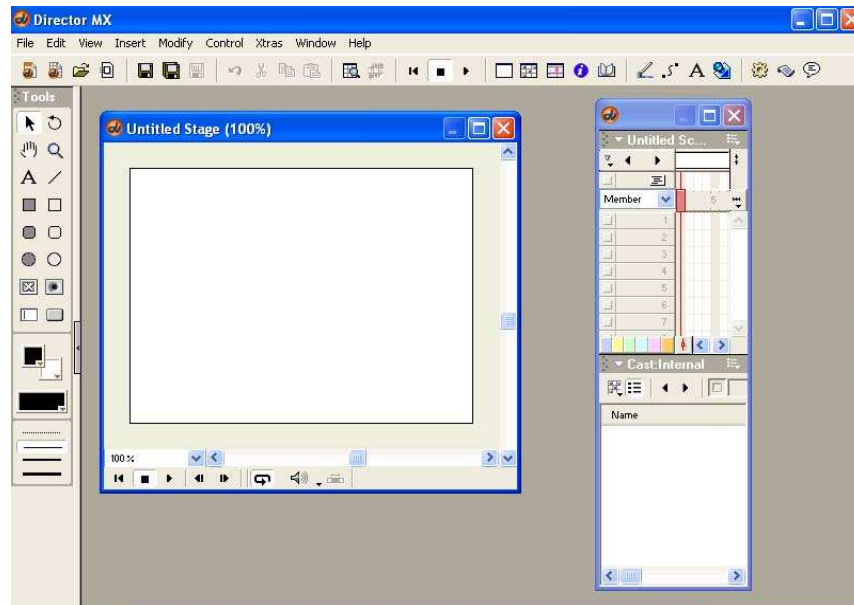 Director MX
File Edit View Insert Modify Control Xtras Window Help
Tools
Untitled Stage (100%)
Untitled Sc...
Member
5
1
2
3
4
5
6
7
100 %
Cast:Internal
Name